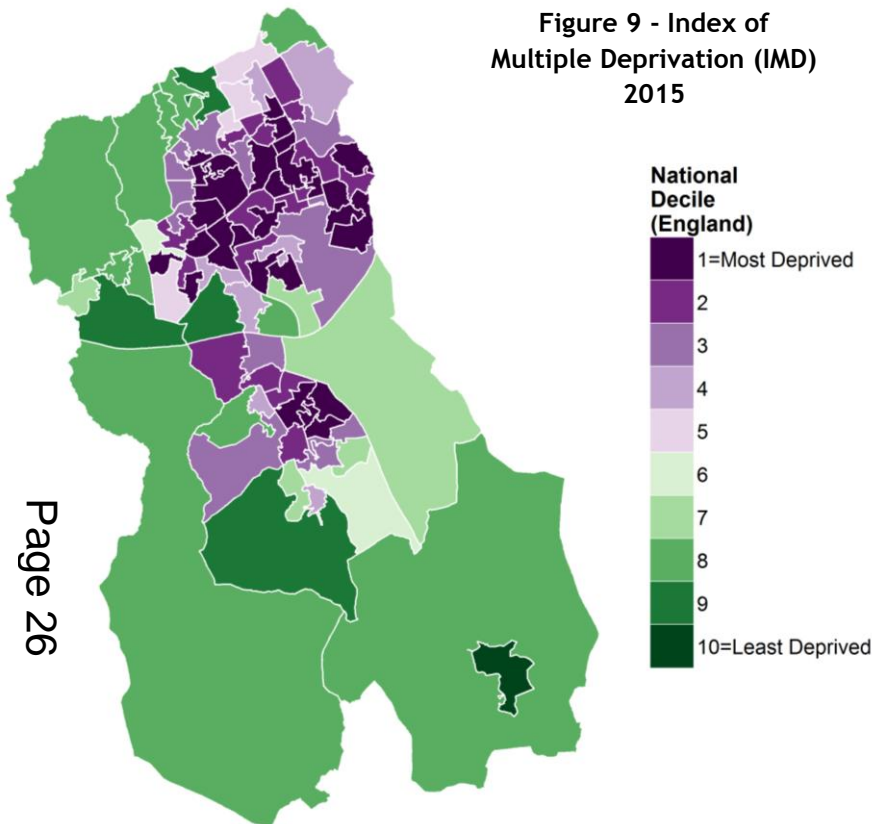 Figure 9 - Index of
Multiple Deprivation (IMD)
2015
National
Decile
(England)
1=Most Deprived
2
3
4
5
6
7
8
9
10=Least Deprived
Page 26